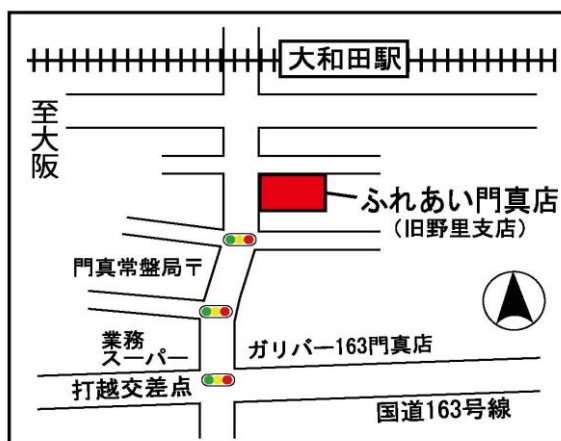 大和田駅
至大阪
ふれあい門真店
（旧野里支店）
門真常盤局〒
業務
スーパー
ガリバー163門真店
打越交差点
国道163号線